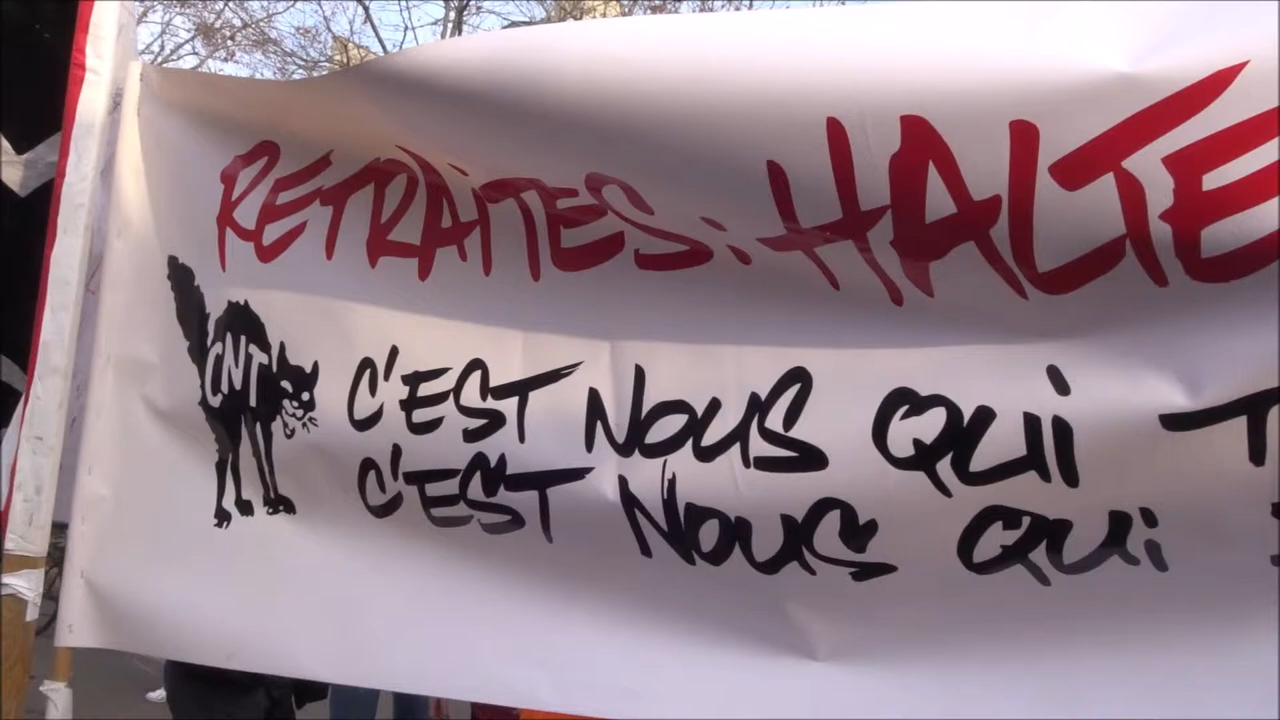 RETRAiTES: HALTE
CNT
C'EST NOUS QUi T
C'EST NOUS QUi